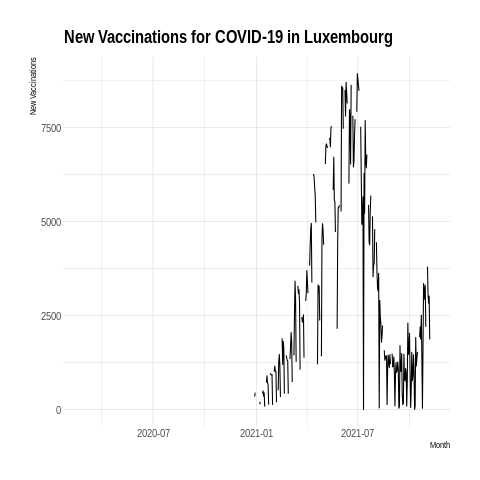 New Vaccinations for COVID-19 in Luxembourg
New Vaccinations
7500
5000
2500
0
2020-07
2021-01
2021-07
Month